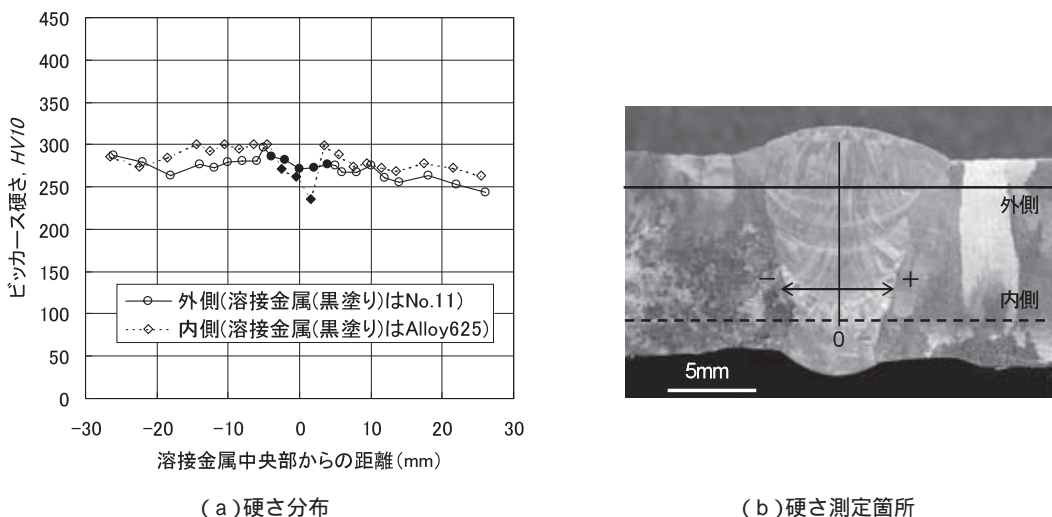 450
400
350
300
250
200
150
100
50
0
ビッカース硬さ, HV10
外側(溶接金属(黒塗り)はNo.11)
内側(溶接金属(黒塗り)はAlloy625)
-30 -20 -10 0 10 20 30
溶接金属中央部からの距離(mm)
(a)硬さ分布
外側
- +
内側
0
5mm
(b)硬さ測定箇所